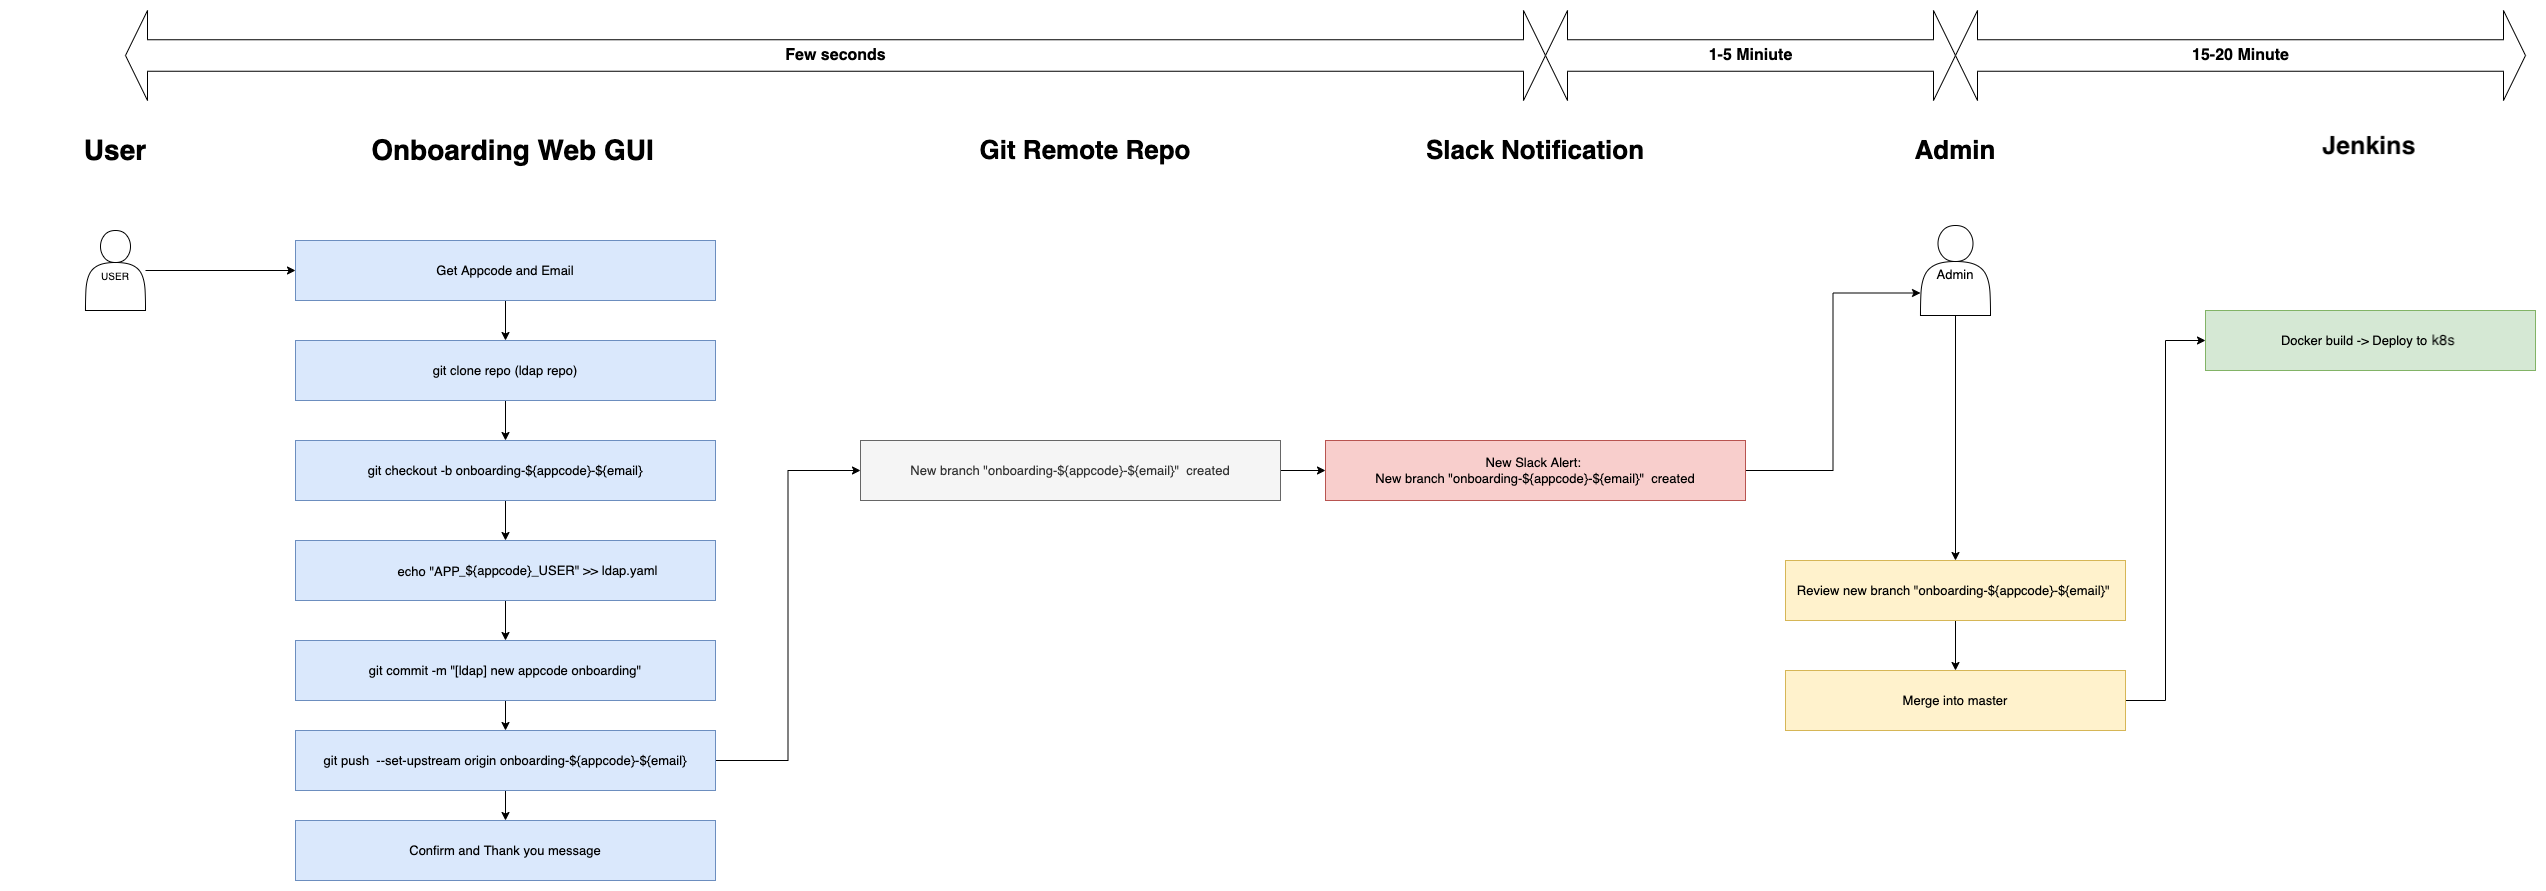 Few seconds
1-5 Miniute
15-20 Minute
User
Onboarding Web GUI
Git Remote Repo
Slack Notification
Admin
Jenkins
USER
Get Appcode and Email
git clone repo (ldap repo)
git checkout -b onboarding-${appcode}-${email}
echo "APP_${appcode}_USER" >> ldap.yaml
git commit -m "[ldap] new appcode onboarding"
git push  --set-upstream origin onboarding-${appcode}-${email}
Confirm and Thank you message
New branch "onboarding-${appcode}-${email}"  created
New Slack Alert:
New branch "onboarding-${appcode}-${email}"  created
Admin
Review new branch "onboarding-${appcode}-${email}"
Merge into master
Docker build -> Deploy to k8s